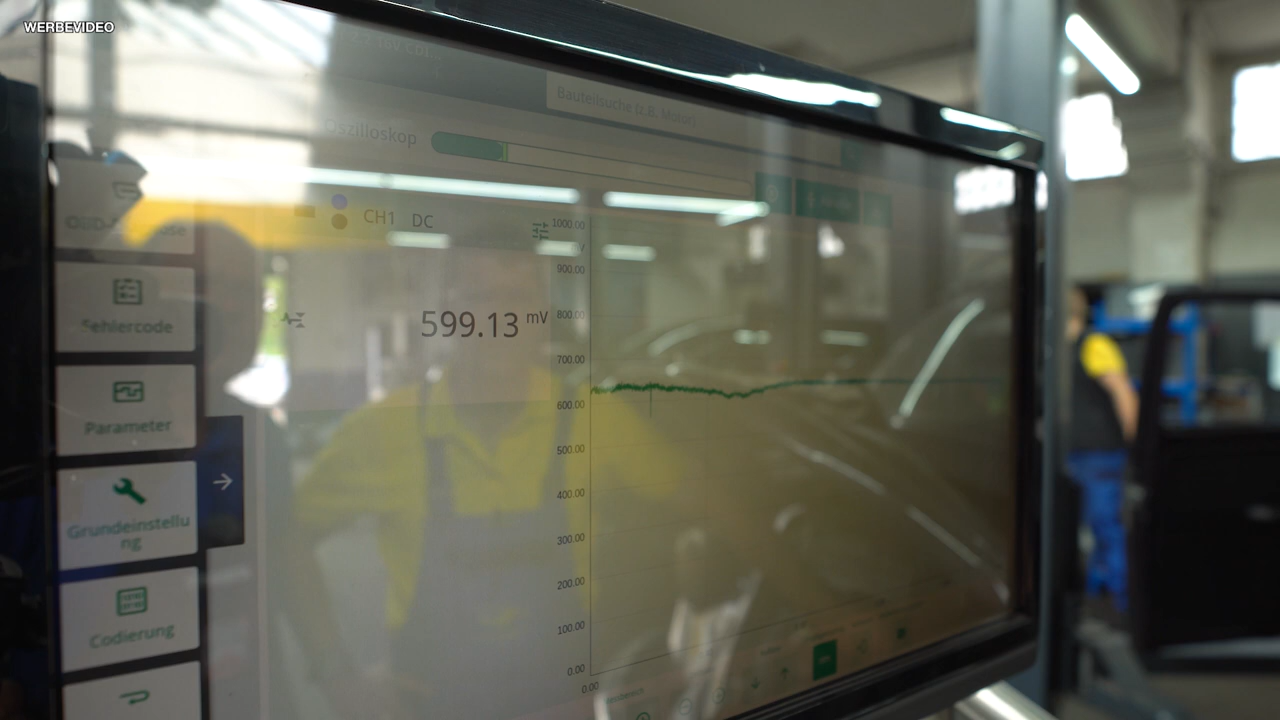 WERBEVIDEO
Bauteilsuche (z.B. Motor)
Oszilloskop
CH1 DC
599.13 mV
1000.00
900.00
800.00
700.00
600.00
500.00
400.00
300.00
200.00
100.00
0.00
0.00
Fehlercode
Parameter
Grundeinstellu
ng
Codierung